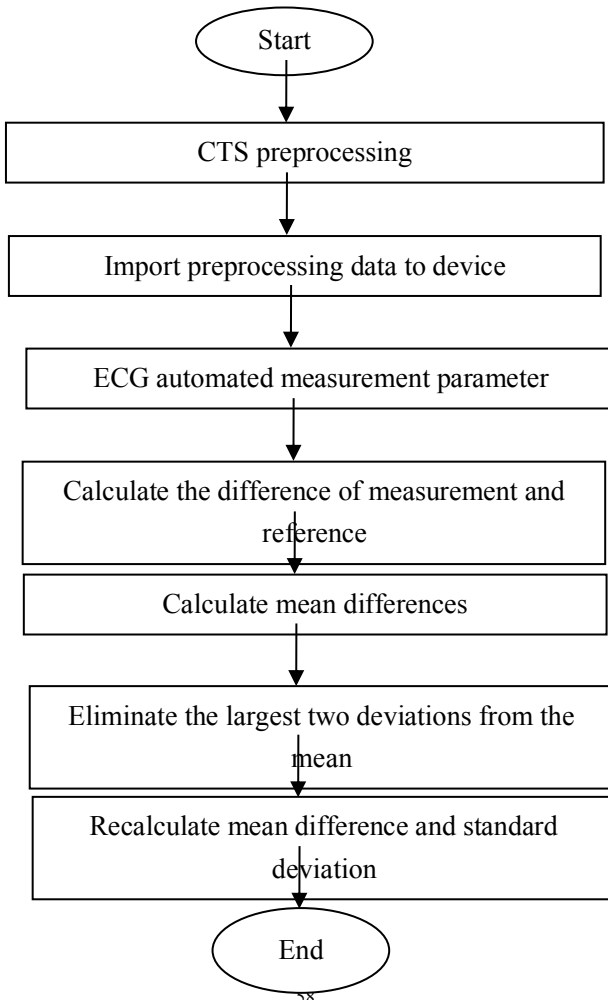 Start
CTS preprocessing
Import preprocessing data to device
ECG automated measurement parameter
Calculate the difference of measurement and
reference
Calculate mean differences
Eliminate the largest two deviations from the
mean
Recalculate mean difference and standard
deviation
End
58